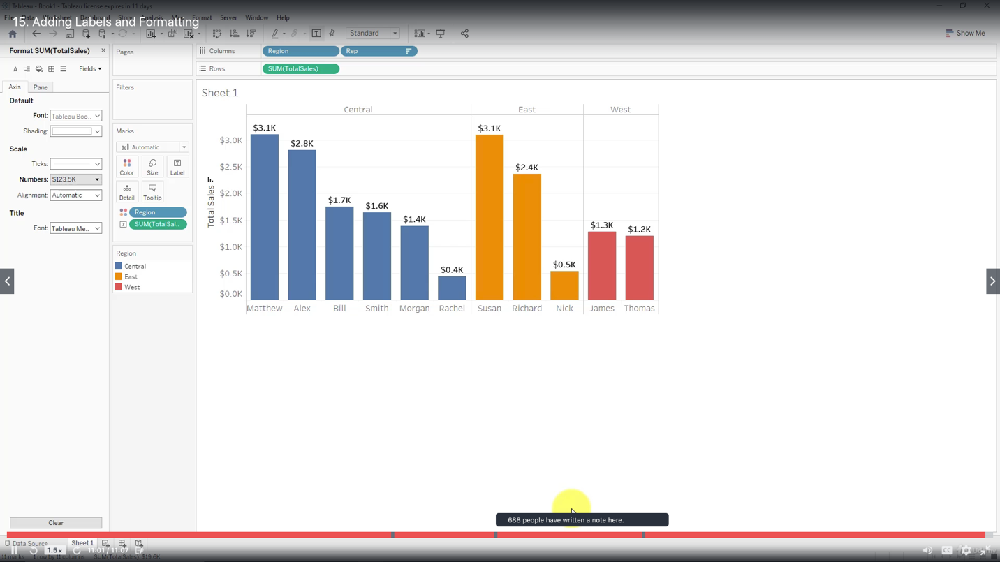 Tableau - Book1 - Tableau license expires in 11 days
File Data Worksheet Dashboard Story Analysis Map Format Server Window Help
15. Adding Labels and Formatting
Standard
Show Me
Format SUM(TotalSales)
Fields
Axis Pane
Default
Font: Tableau Boo..
Shading:
Scale
Ticks:
Numbers: $123.5K
Alignment: Automatic
Title
Font: Tableau Me..
Clear
Pages
Filters
Marks
Automatic
Color Size Label
Detail Tooltip
Region
SUM(TotalSal..
Region
Central
East
West
Columns Region Rep
Rows SUM(TotalSales)
Sheet 1
Central East West
Total Sales
$3.0K
$2.5K
$2.0K
$1.5K
$1.0K
$0.5K
$0.0K
$3.1K $2.8K $1.7K $1.6K $1.4K $0.4K $3.1K $2.4K $0.5K $1.3K $1.2K
Matthew Alex Bill Smith Morgan Rachel Susan Richard Nick James Thomas
688 people have written a note here.
Data Source Sheet 1
1.5x 11:01 / 11:07 CC
11 marks 1 row by 11 columns SUM(TotalSales): $19.6K